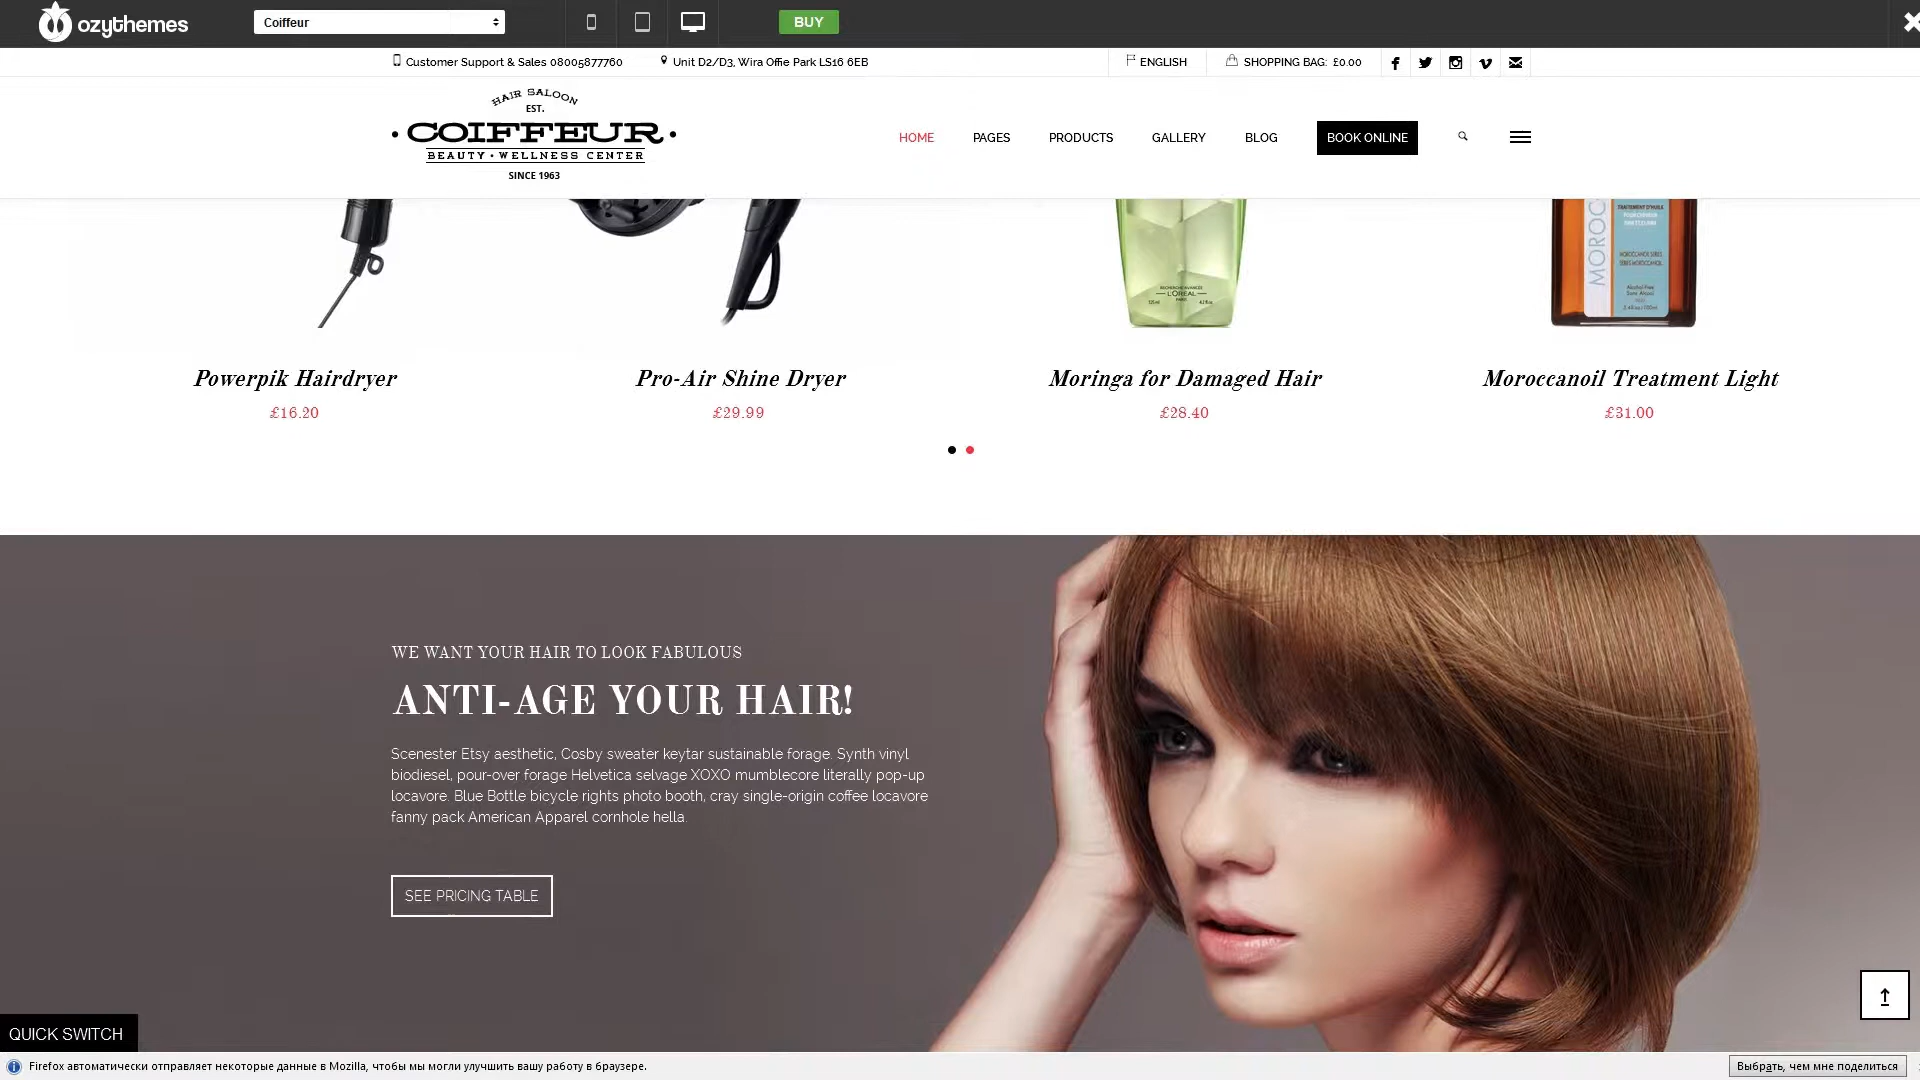 ozythemes
Coiffeur
BUY
Customer Support & Sales 08005877760
Unit D2/D3, Wira Offie Park LS16 6EB
ENGLISH
SHOPPING BAG: £0.00
HAIR SALOON
EST.
• COIFFEUR •
BEAUTY • WELLNESS CENTER
SINCE 1963
HOME
PAGES
PRODUCTS
GALLERY
BLOG
BOOK ONLINE
L'ORÉAL
PARIS
MOROC
Alcohol Free
Powerpik Hairdryer
£16.20
Pro-Air Shine Dryer
£29.99
Moringa for Damaged Hair
£28.40
Moroccanoil Treatment Light
£31.00
WE WANT YOUR HAIR TO LOOK FABULOUS
ANTI-AGE YOUR HAIR!
Scenester Etsy aesthetic, Cosby sweater keytar sustainable forage. Synth vinyl
biodiesel, pour-over forage Helvetica selvage XOXO mumblecore literally pop-up
locavore. Blue Bottle bicycle rights photo booth, cray single-origin coffee locavore
fanny pack American Apparel cornhole hella.
SEE PRICING TABLE
QUICK SWITCH
Firefox автоматически отправляет некоторые данные в Mozilla, чтобы мы могли улучшить вашу работу в браузере.
Выбрать, чем мне поделиться